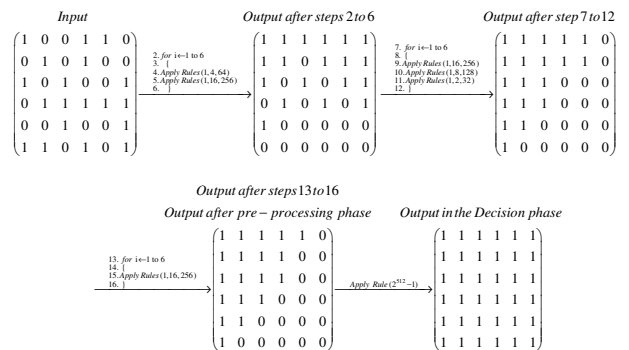 Input
1 0 0 1 1 0
0 1 0 1 0 0
1 0 1 0 0 1
0 1 1 1 1 1
0 0 1 0 0 1
1 1 0 1 0 1
2. for i←1 to 6
3. {
4. Apply Rules (1, 4, 64)
5. Apply Rules (1,16, 256)
6. }
Output after steps 2 to 6
1 1 1 1 1 1
1 1 0 1 1 1
1 0 1 0 1 1
0 1 0 1 0 1
1 0 0 0 0 0
0 0 0 0 0 0
7. for i←1 to 6
8. {
9. Apply Rules (1,16, 256)
10. Apply Rules (1,8,128)
11. Apply Rules (1, 2, 32)
12. }
Output after step 7 to 12
1 1 1 1 1 0
1 1 1 1 1 0
1 1 1 0 0 0
1 1 1 0 0 0
1 1 0 0 0 0
1 0 0 0 0 0
13. for i←1 to 6
14. {
15. Apply Rules (1,16, 256)
16. }
Output after steps 13 to 16
Output after pre − processing phase
1 1 1 1 1 0
1 1 1 1 0 0
1 1 1 1 0 0
1 1 1 0 0 0
1 1 0 0 0 0
1 0 0 0 0 0
Apply Rule (2⁵¹² −1)
Output in the Decision phase
1 1 1 1 1 1
1 1 1 1 1 1
1 1 1 1 1 1
1 1 1 1 1 1
1 1 1 1 1 1
1 1 1 1 1 1